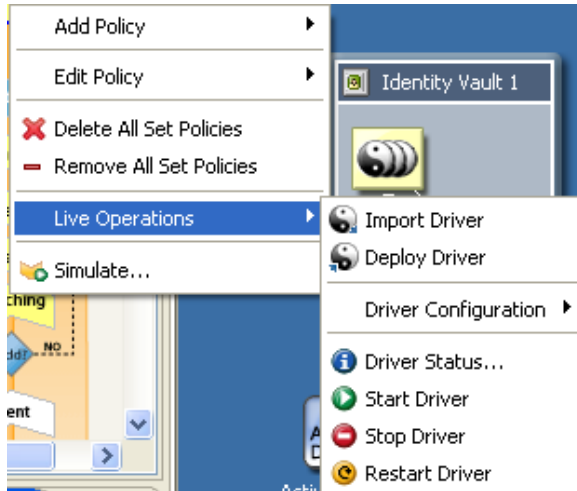 Add Policy
Edit Policy
Delete All Set Policies
Remove All Set Policies
Live Operations
Simulate...
Identity Vault 1
Import Driver
Deploy Driver
Driver Configuration
Driver Status...
Start Driver
Stop Driver
Restart Driver
NO